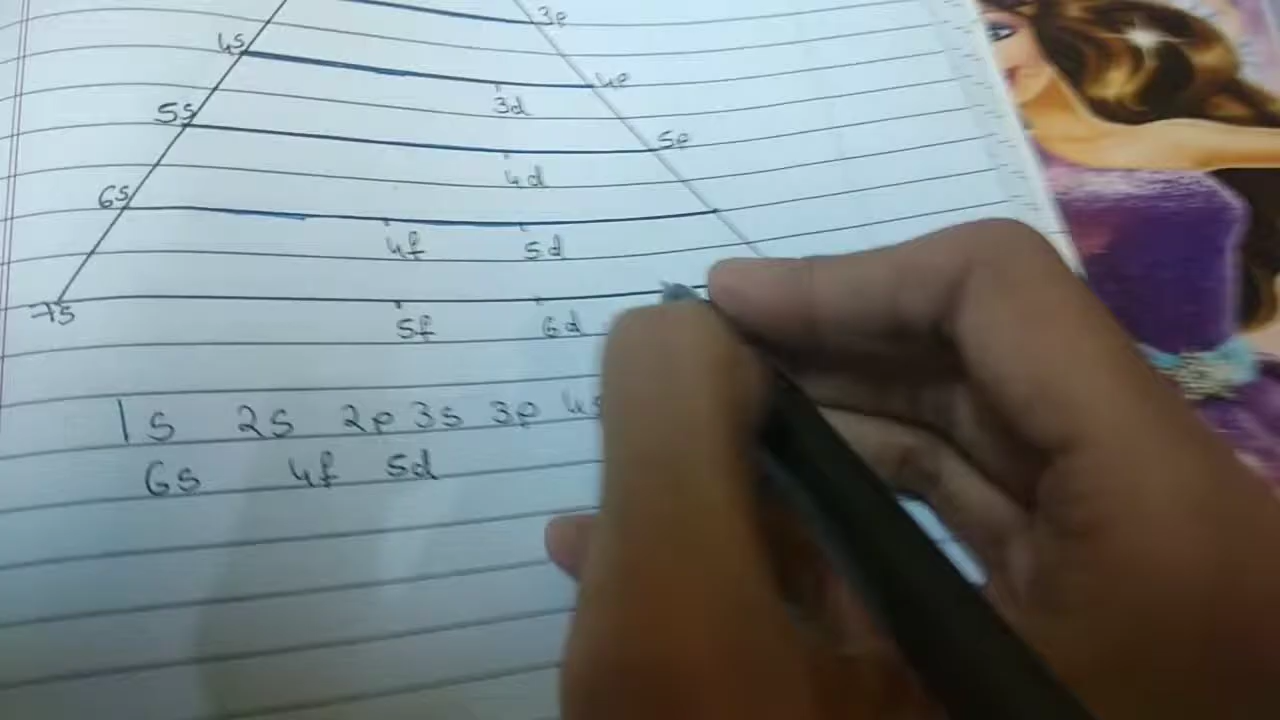 3p
4s 4p
3d
5s 5p
4d
6s
4f 5d
7s
5f 6d
1s 2s 2p 3s 3p 4s
6s 4f 5d